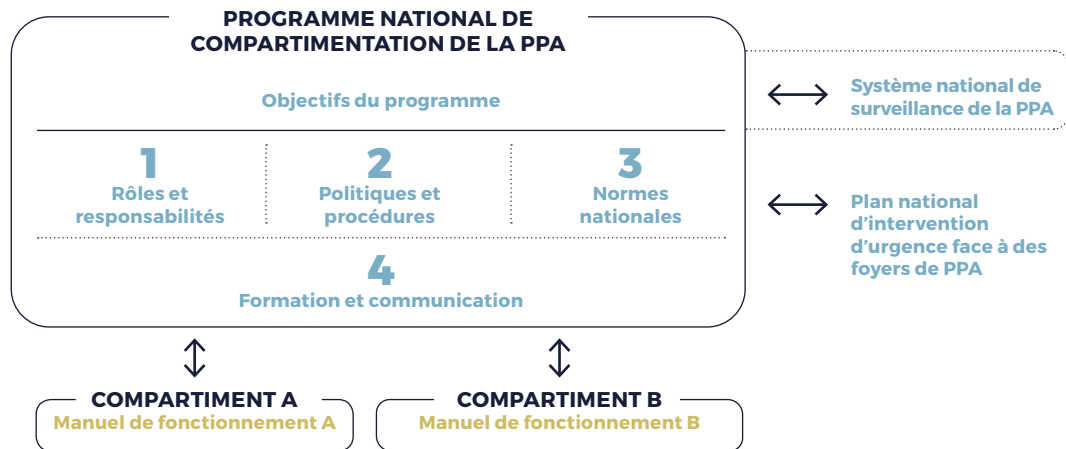 PROGRAMME NATIONAL DE
COMPARTIMENTATION DE LA PPA
Objectifs du programme
1
Rôles et
responsabilités
2
Politiques et
procédures
3
Normes
nationales
4
Formation et communication
Système national de
surveillance de la PPA
Plan national
d'intervention
d'urgence face à des
foyers de PPA
COMPARTIMENT A
Manuel de fonctionnement A
COMPARTIMENT B
Manuel de fonctionnement B